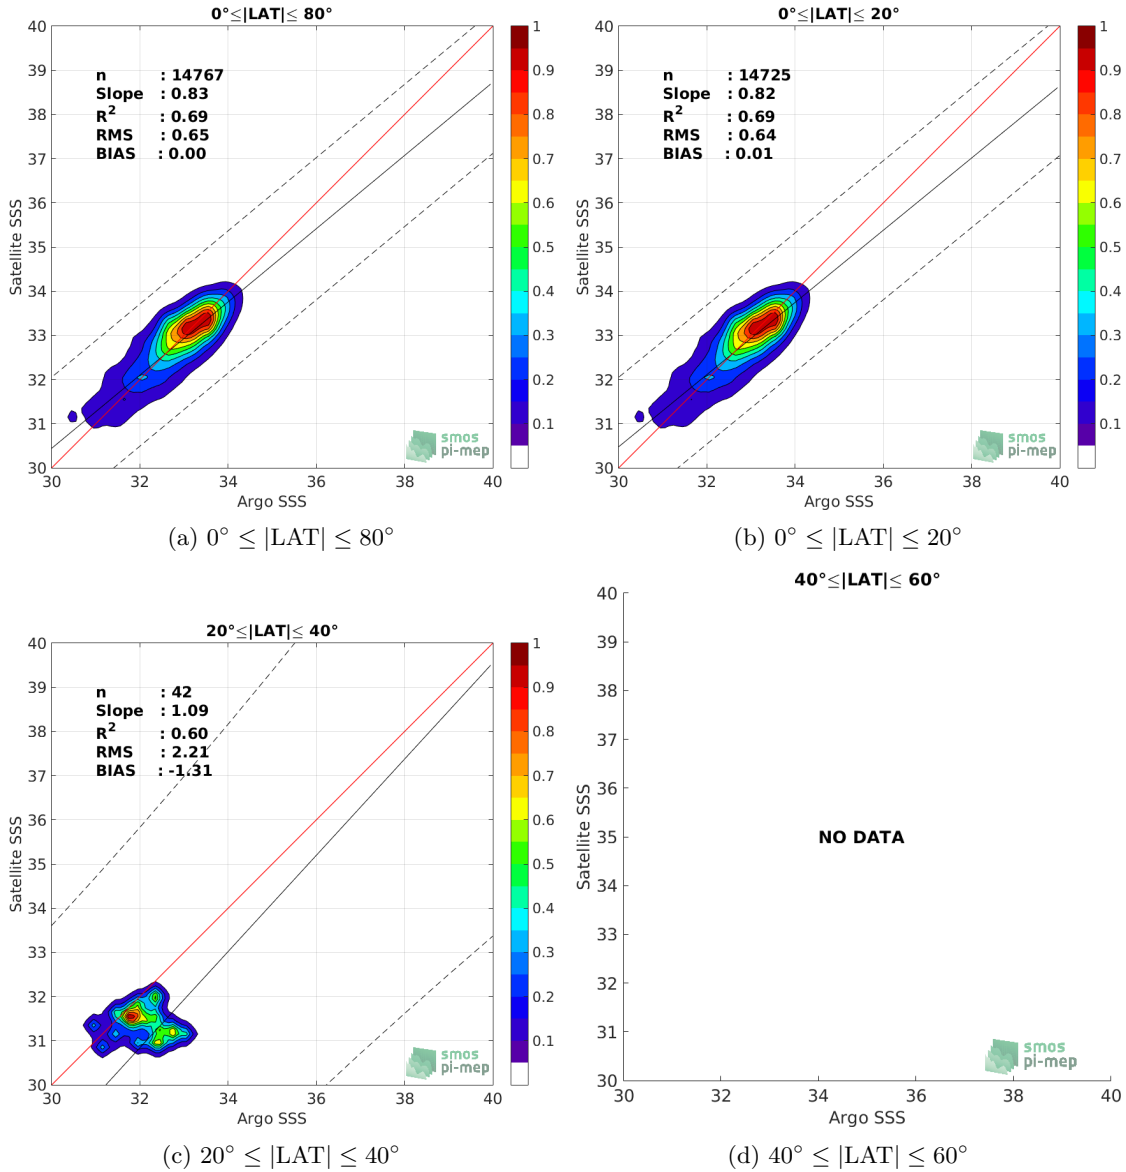 0°≤|LAT|≤ 80°
n : 14767
Slope : 0.83
R² : 0.69
RMS : 0.65
BIAS : 0.00
Satellite SSS
40
39
38
37
36
35
34
33
32
31
30
30 32 34 36 38 40
Argo SSS
1
0.9
0.8
0.7
0.6
0.5
0.4
0.3
0.2
0.1
smos
pi-mep
(a) 0° ≤ |LAT| ≤ 80°
0°≤|LAT|≤ 20°
n : 14725
Slope : 0.82
R² : 0.69
RMS : 0.64
BIAS : 0.01
Satellite SSS
40
39
38
37
36
35
34
33
32
31
30
30 32 34 36 38 40
Argo SSS
1
0.9
0.8
0.7
0.6
0.5
0.4
0.3
0.2
0.1
smos
pi-mep
(b) 0° ≤ |LAT| ≤ 20°
20°≤|LAT|≤ 40°
n : 42
Slope : 1.09
R² : 0.60
RMS : 2.21
BIAS : -1.31
Satellite SSS
40
39
38
37
36
35
34
33
32
31
30
30 32 34 36 38 40
Argo SSS
1
0.9
0.8
0.7
0.6
0.5
0.4
0.3
0.2
0.1
smos
pi-mep
(c) 20° ≤ |LAT| ≤ 40°
40°≤|LAT|≤ 60°
Satellite SSS
40
39
38
37
36
35
34
33
32
31
30
NO DATA
30 32 34 36 38 40
Argo SSS
smos
pi-mep
(d) 40° ≤ |LAT| ≤ 60°